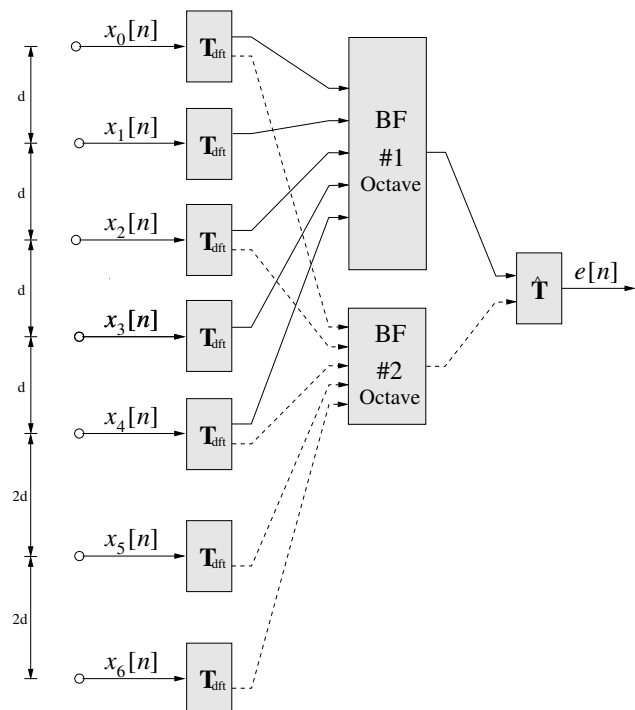 x_0[n]
T_dft
d
x_1[n]
T_dft
BF
#1
Octave
d
x_2[n]
T_dft
d
x_3[n]
T_dft
T̂
e[n]
d
x_4[n]
T_dft
BF
#2
Octave
2d
x_5[n]
T_dft
2d
x_6[n]
T_dft